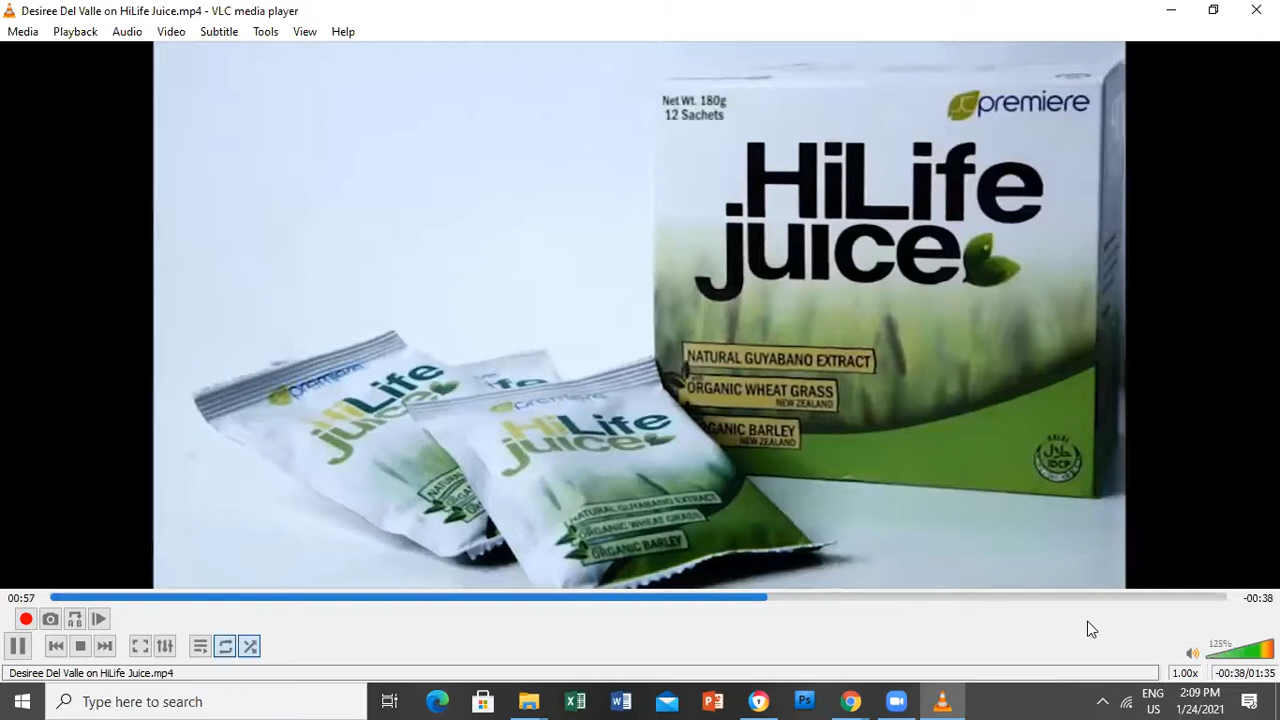 Desiree Del Valle on HiLife Juice.mp4 - VLC media player
Media Playback Audio Video Subtitle Tools View Help
Net Wt. 180g
12 Sachets
JC premiere
HiLife
juice
NATURAL GUYABANO EXTRACT
ORGANIC WHEAT GRASS
NEW ZEALAND
ORGANIC BARLEY
NEW ZEALAND
حلال
IDCP
premiere
HiLife
juice
premiere
HiLife
juice
NATURAL GUYABANO EXTRACT
ORGANIC WHEAT GRASS
ORGANIC BARLEY
00:57
-00:38
125%
Desiree Del Valle on HiLife Juice.mp4
1.00x
-00:38/01:35
Type here to search
ENG
US
2:09 PM
1/24/2021